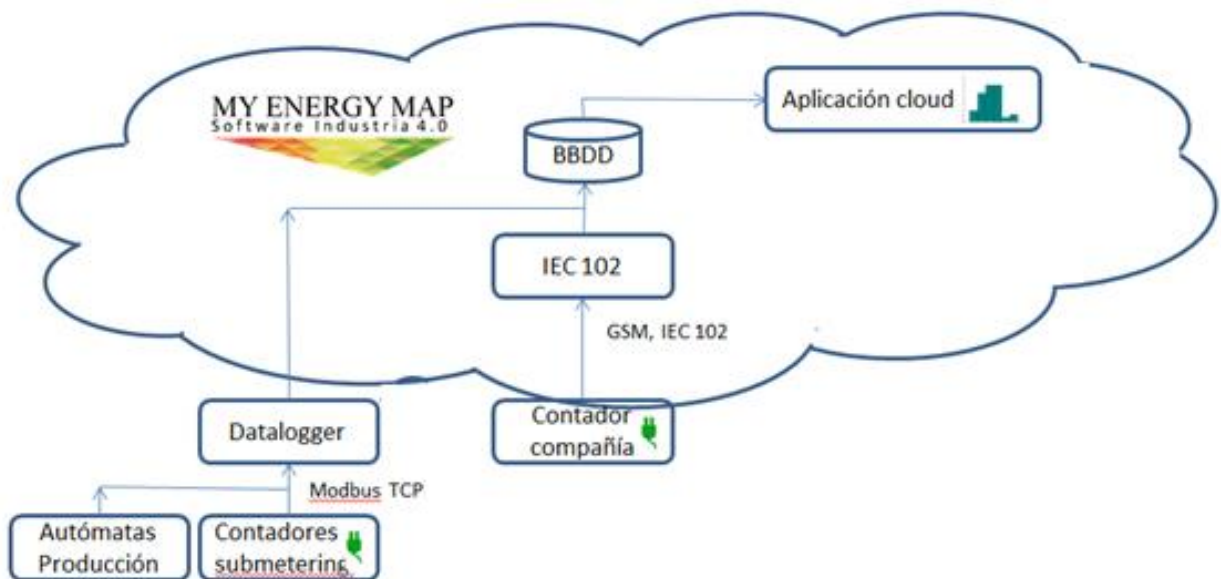 MY ENERGY MAP
Software Industria 4.0
Aplicación cloud
BBDD
IEC 102
GSM, IEC 102
Datalogger
Contador
compañía
Modbus TCP
Autómatas
Producción
Contadores
submetering